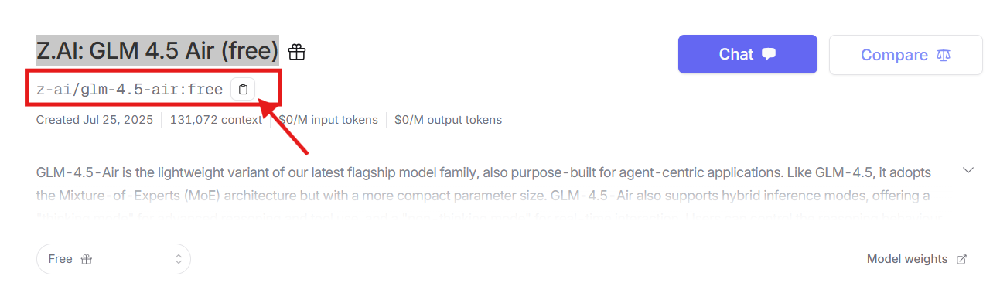 Z.AI: GLM 4.5 Air (free)
Chat
Compare
z-ai/glm-4.5-air:free
Created Jul 25, 2025
131,072 context
$0/M input tokens
$0/M output tokens
GLM-4.5-Air is the lightweight variant of our latest flagship model family, also purpose-built for agent-centric applications. Like GLM-4.5, it adopts
the Mixture-of-Experts (MoE) architecture but with a more compact parameter size. GLM-4.5-Air also supports hybrid inference modes, offering a
Free
Model weights